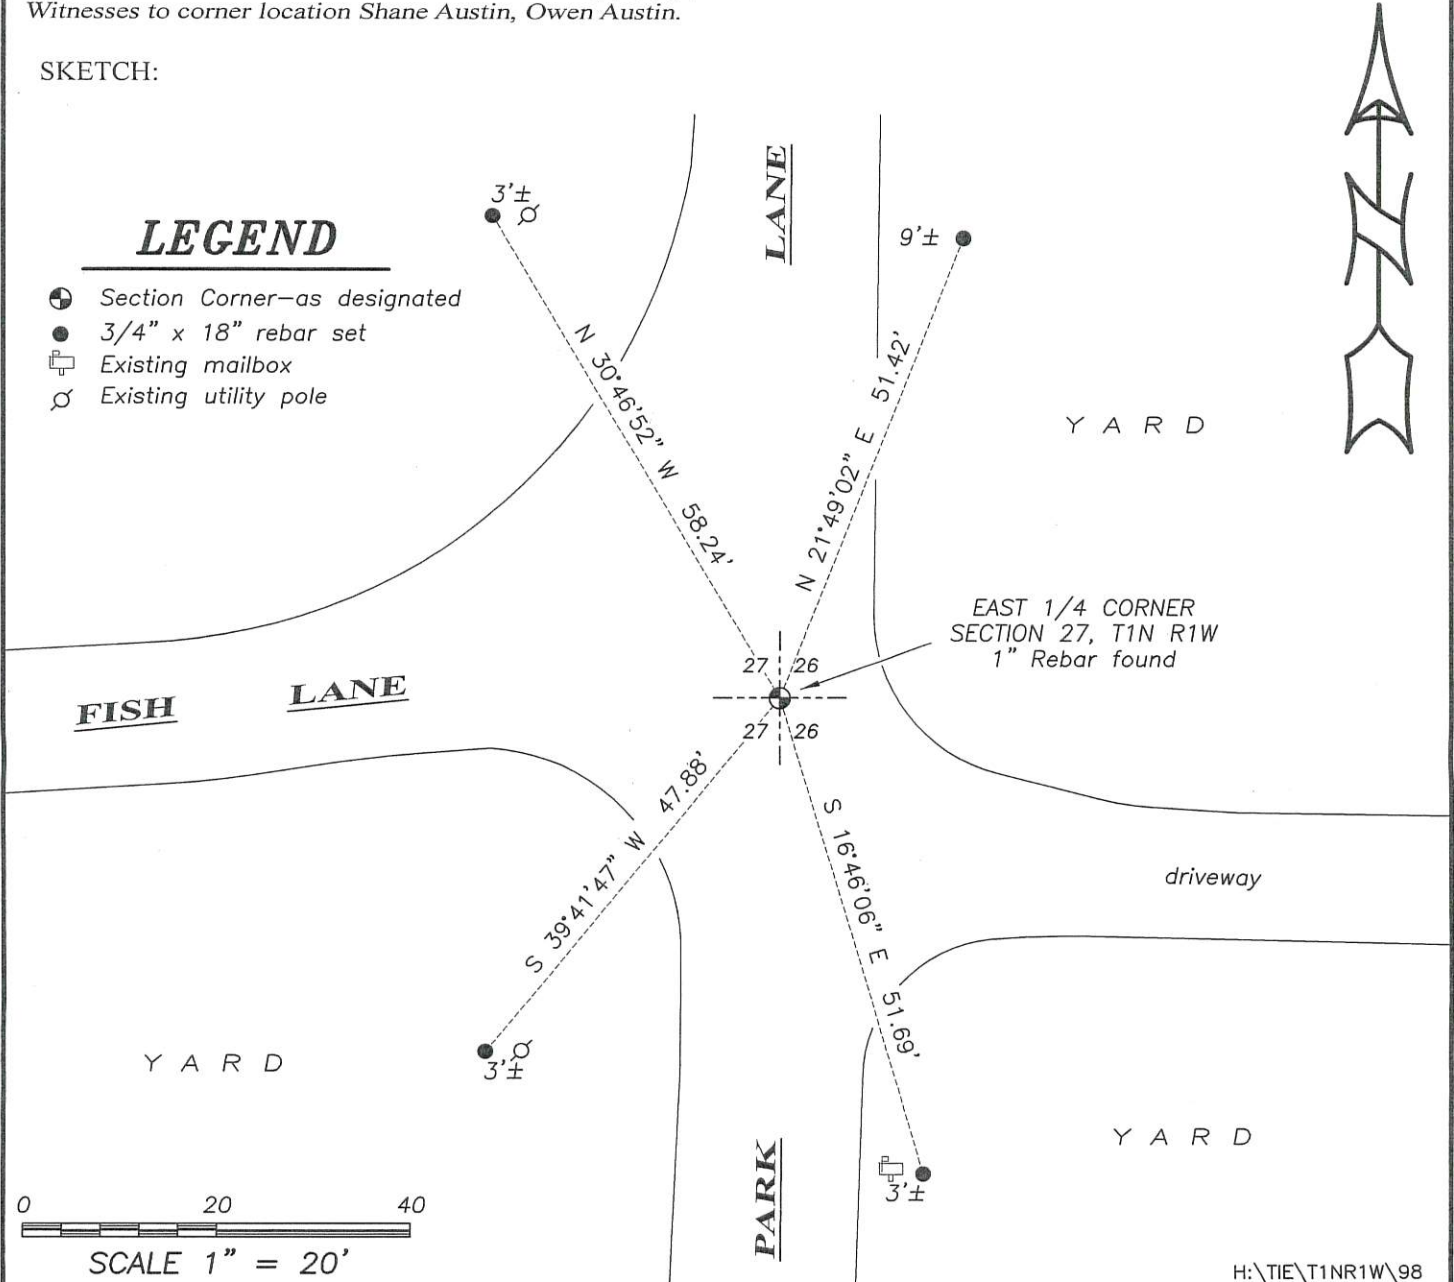 Witnesses to corner location Shane Austin, Owen Austin.
SKETCH:
LEGEND
Section Corner-as designated
3/4" x 18" rebar set
Existing mailbox
Existing utility pole
3'±
LANE
9'±
N
N 30°46'52" W 58.24'
N 21°49'02" E 51.42'
YARD
EAST 1/4 CORNER
SECTION 27, T1N R1W
1" Rebar found
27 26
27 26
FISH LANE
S 39°41'47" W 47.88'
S 16°46'06" E 51.69'
driveway
YARD
3'±
YARD
3'±
PARK
0 20 40
SCALE 1" = 20'
H:\TIE\T1NR1W\98